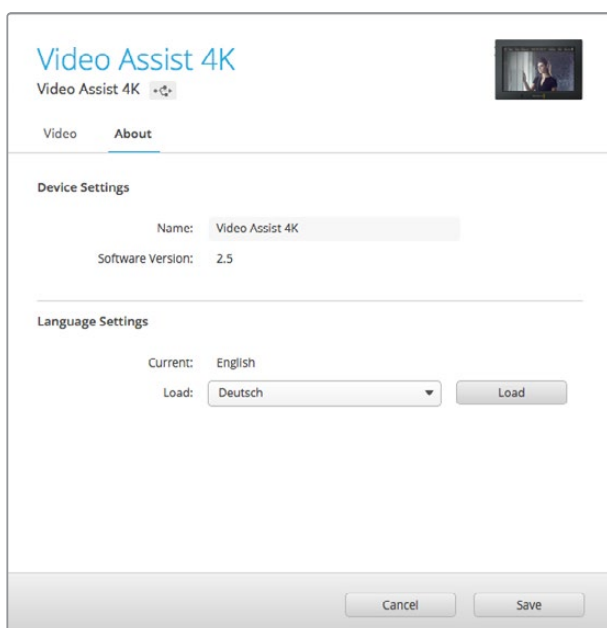 Video Assist 4K
Video Assist 4K
Video About
Device Settings
Name: Video Assist 4K
Software Version: 2.5
Language Settings
Current: English
Load: Deutsch Load
Cancel Save